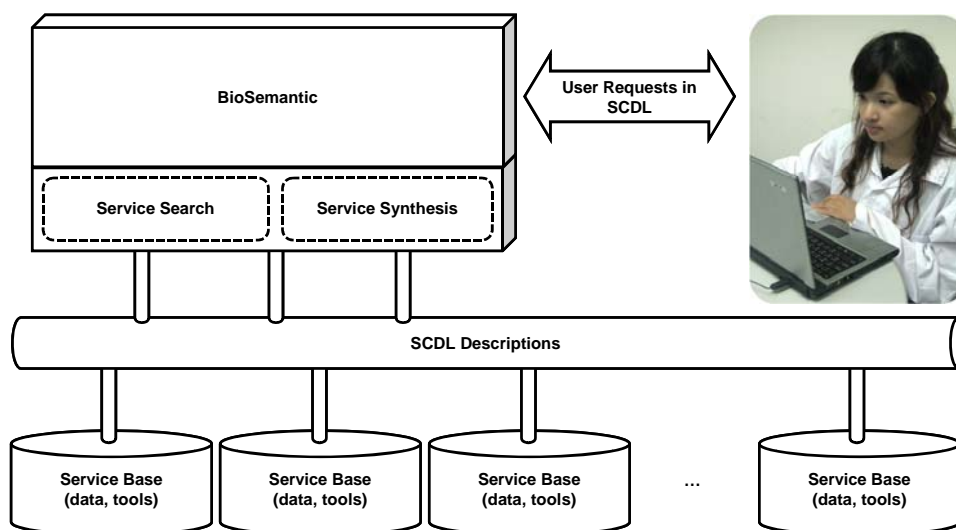 BioSemantic
User Requests in
SCDL
Service Search
Service Synthesis
SCDL Descriptions
Service Base
(data, tools)
Service Base
(data, tools)
Service Base
(data, tools)
...
Service Base
(data, tools)